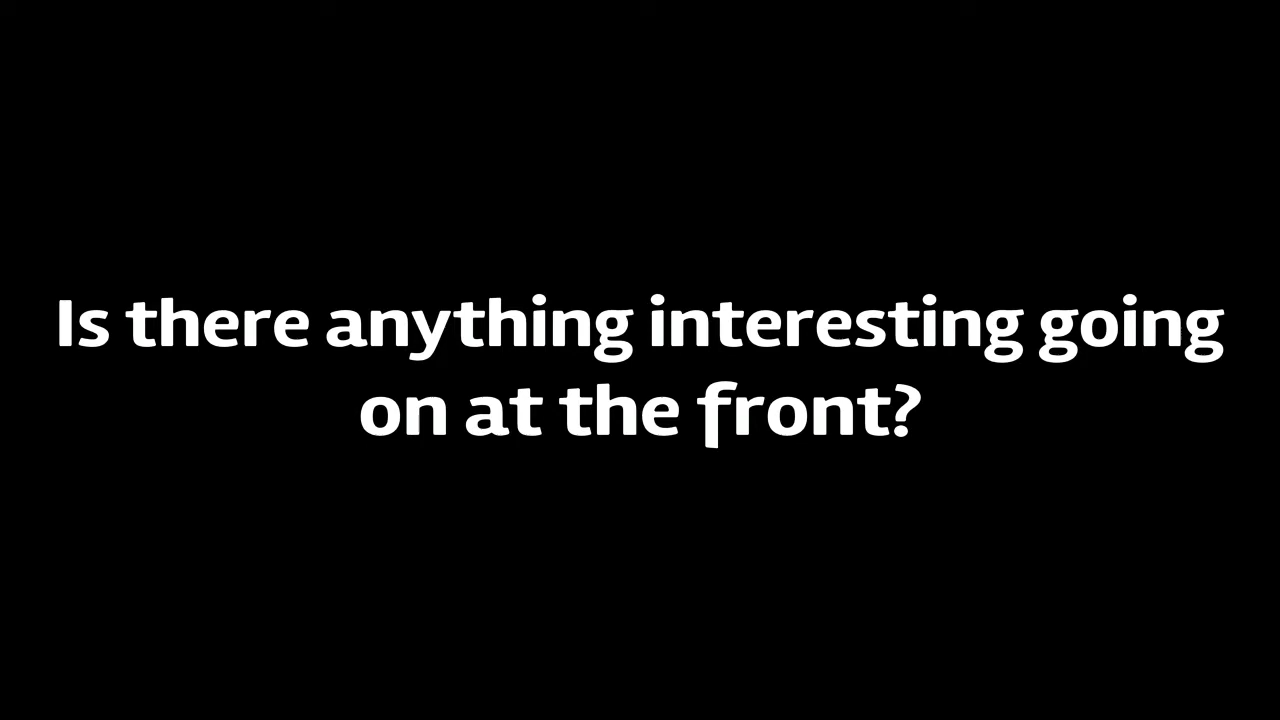 Is there anything interesting going
on at the front?